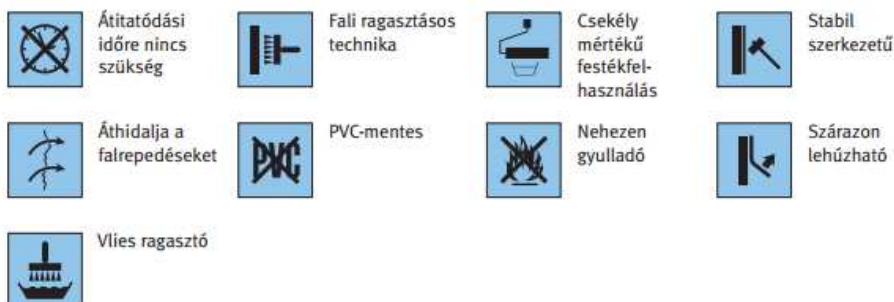 Átitatódási
időre nincs
szükség
Fali ragasztásos
technika
Csekély
mértékű
festékfel-
használás
Stabil
szerkezetű
Áthidalja a
falrepedéseket
PVC
PVC-mentes
Nehezen
gyulladó
Szárazon
lehúzható
Vlies ragasztó